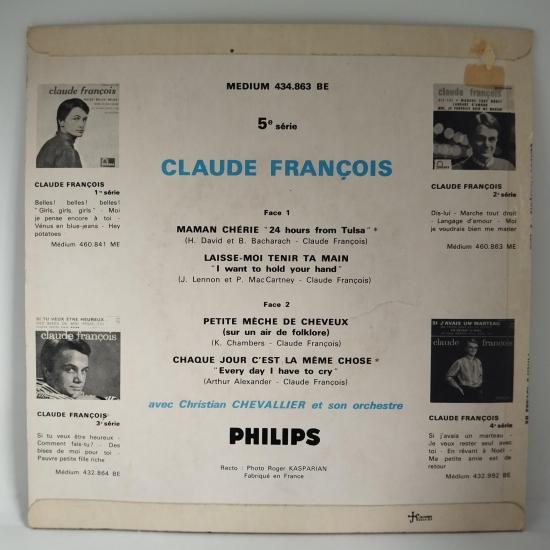 MEDIUM 434.863 BE
5e série
CLAUDE FRANÇOIS
Face 1
MAMAN CHÉRIE "24 hours from Tulsa" *
(H. David et B. Bacharach - Claude François)
LAISSE-MOI TENIR TA MAIN
"I want to hold your hand"
(J. Lennon et P. MacCartney - Claude François)
Face 2
PETITE MÈCHE DE CHEVEUX
(sur un air de folklore)
(K. Chambers - Claude François)
CHAQUE JOUR C'EST LA MÊME CHOSE *
"Every day I have to cry"
(Arthur Alexander - Claude François)
avec Christian CHEVALLIER et son orchestre
PHILIPS
Recto : Photo Roger KASPARIAN
Fabriqué en France
claude françois
CLAUDE FRANÇOIS
1re série
Belles! belles! belles!
"Girls, girls, girls" - Moi
je pense encore à toi -
Vénus en blue-jeans - Hey
potatoes
Médium 460.841 ME
SI TU VEUX ÊTRE HEUREUX
claude françois
CLAUDE FRANÇOIS
3e série
Si tu veux être heureux -
Comment fais-tu? - Des
bises de moi pour toi -
Pauvre petite fille riche
Médium 432.864 BE
claude françois
CLAUDE FRANÇOIS
2e série
Dis-lui - Marche tout droit
- Langage d'amour - Moi
je voudrais bien me marier
Médium 460.863 ME
SI J'AVAIS UN MARTEAU
claude françois
CLAUDE FRANÇOIS
4e série
Si j'avais un marteau -
Je veux rester seul avec
toi - En rêvant à Noël -
Ma petite amie est de
retour
Médium 432.992 BE